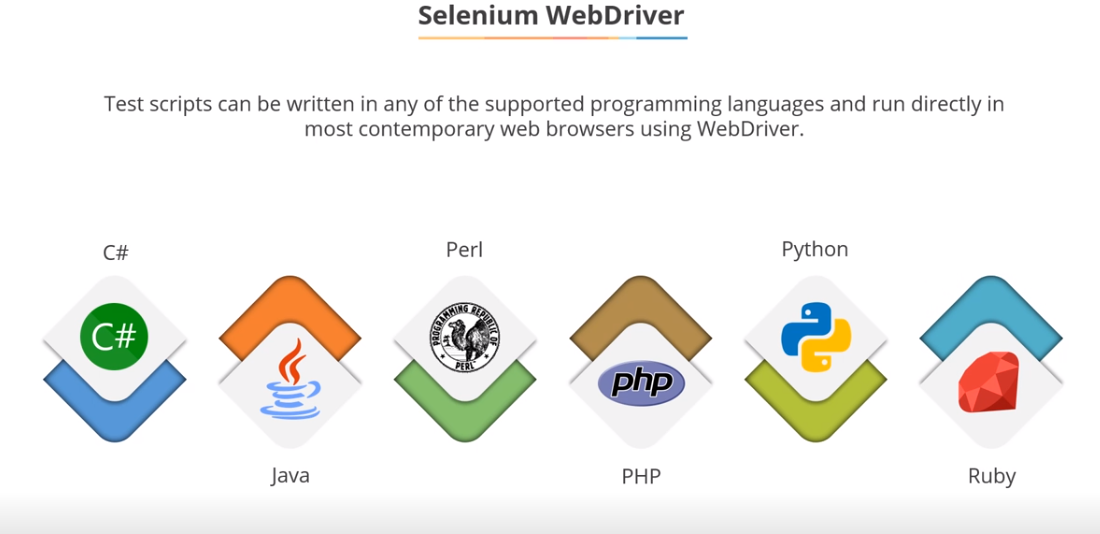 Selenium WebDriver
Test scripts can be written in any of the supported programming languages and run directly in
most contemporary web browsers using WebDriver.
C#
Perl
Python
C#
PROGRAMMING REPUBLIC OF
PERL
php
Java
PHP
Ruby